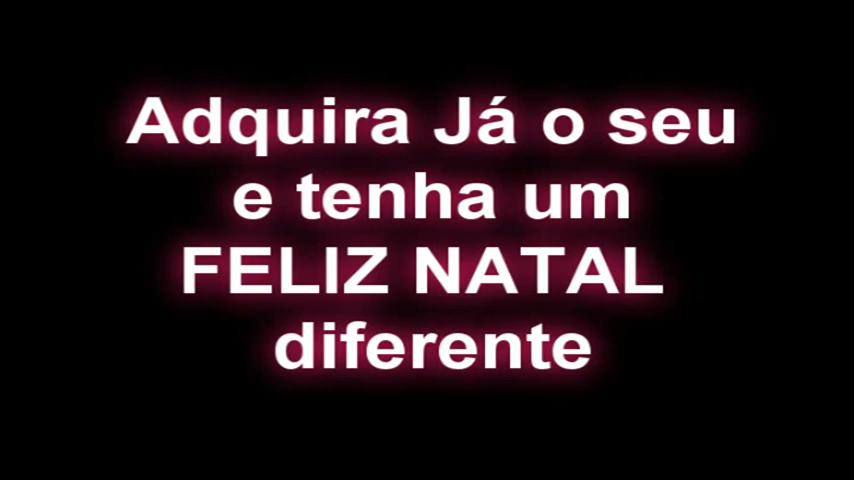 Adquira Já o seu
e tenha um
FELIZ NATAL
diferente